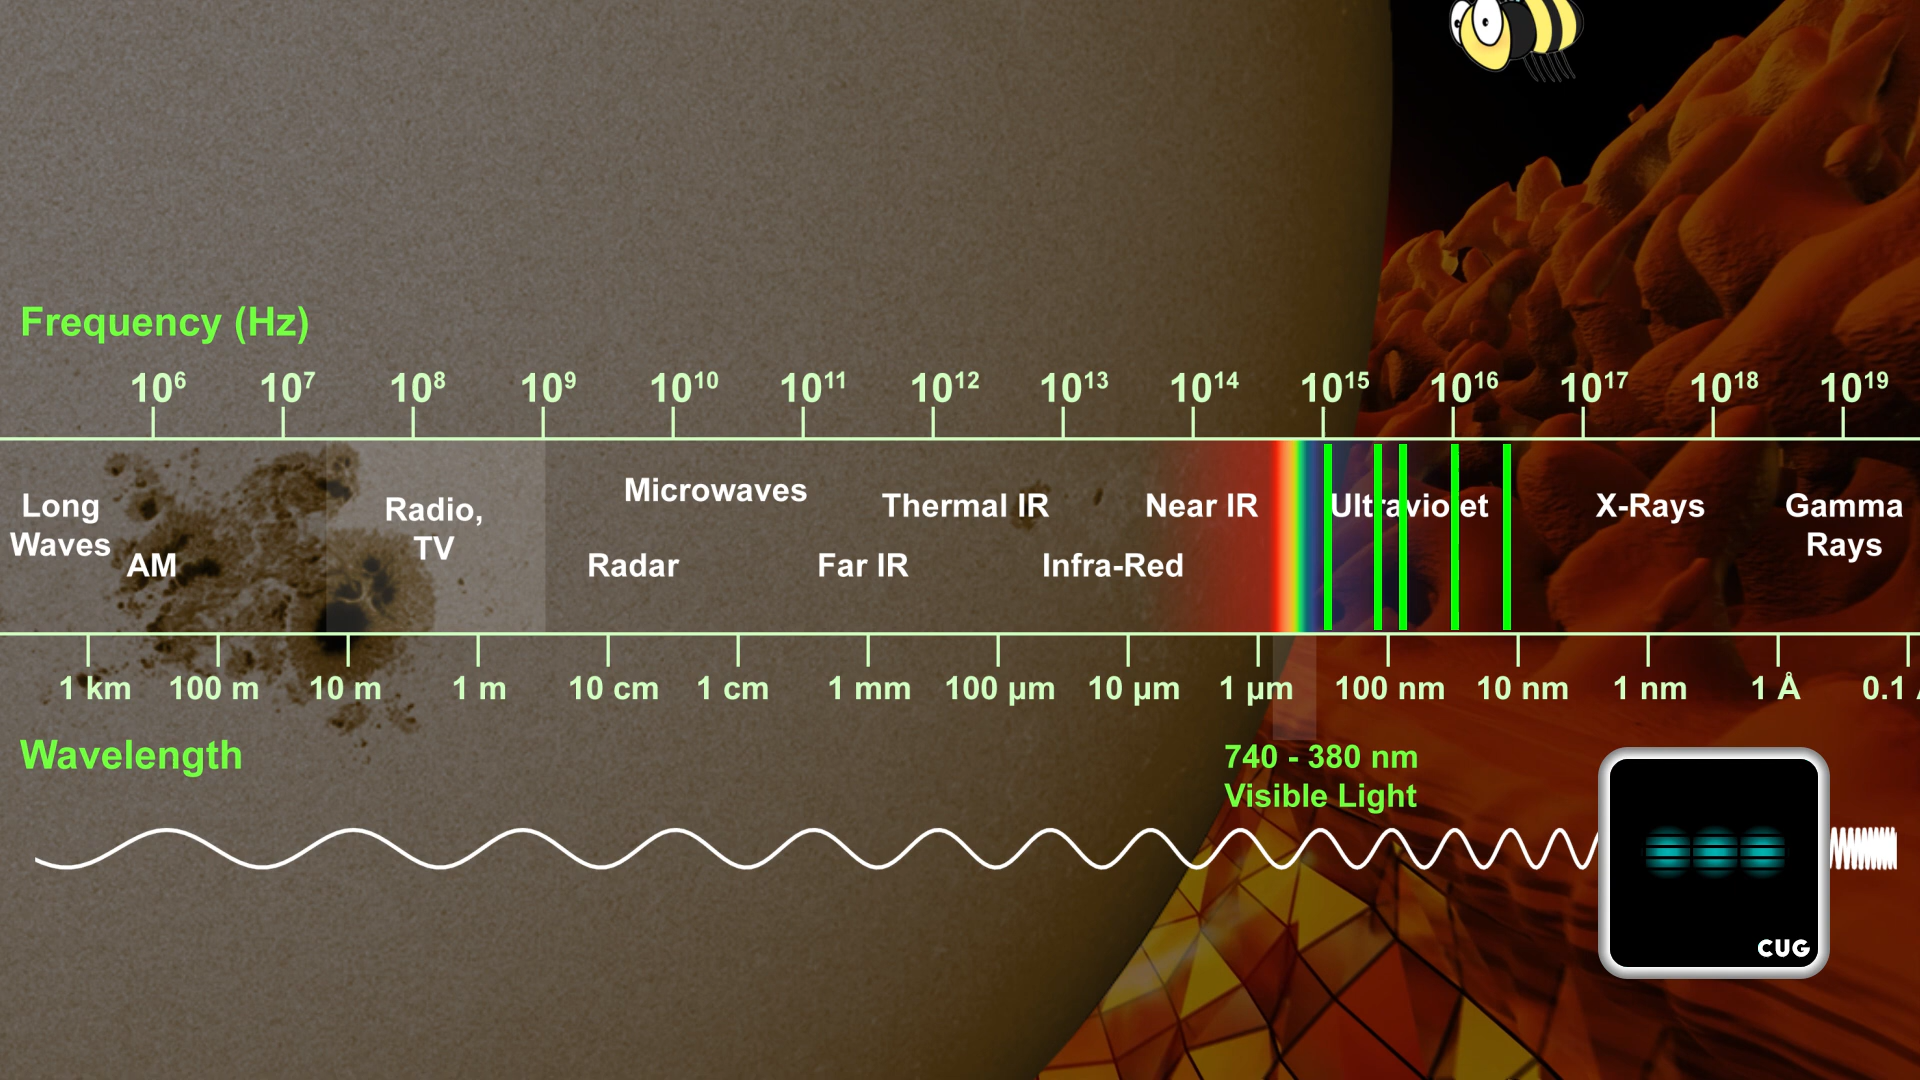 Frequency (Hz)
10⁶ 10⁷ 10⁸ 10⁹ 10¹⁰ 10¹¹ 10¹² 10¹³ 10¹⁴ 10¹⁵ 10¹⁶ 10¹⁷ 10¹⁸ 10¹⁹
Long
Waves
AM
Radio,
TV
Microwaves
Radar
Thermal IR
Far IR
Infra-Red
Near IR
Ultraviolet
X-Rays
Gamma
Rays
1 km 100 m 10 m 1 m 10 cm 1 cm 1 mm 100 µm 10 µm 1 µm 100 nm 10 nm 1 nm 1 Å 0.1
Wavelength
740 - 380 nm
Visible Light
CUG